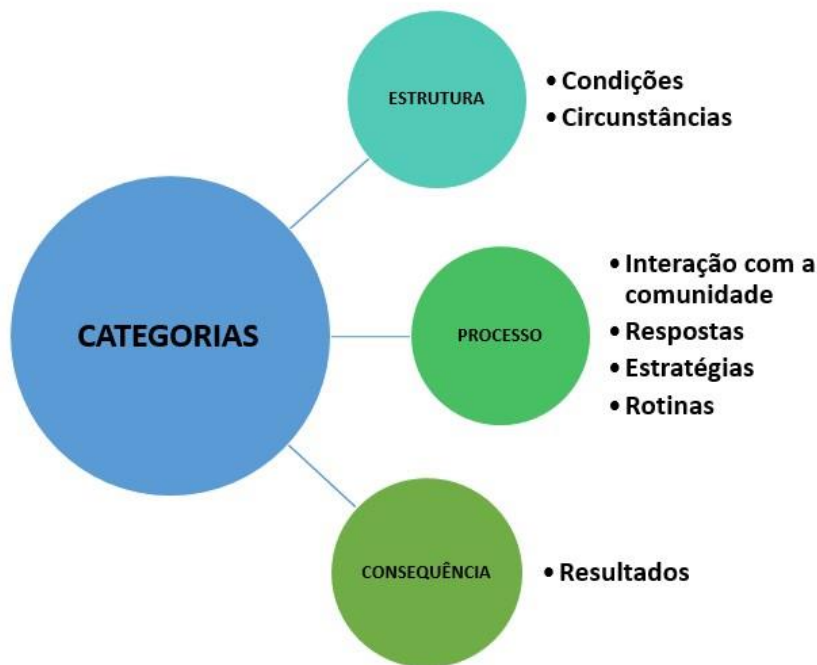 ESTRUTURA
• Condições
• Circunstâncias
CATEGORIAS
PROCESSO
• Interação com a
comunidade
• Respostas
• Estratégias
• Rotinas
CONSEQUÊNCIA
• Resultados